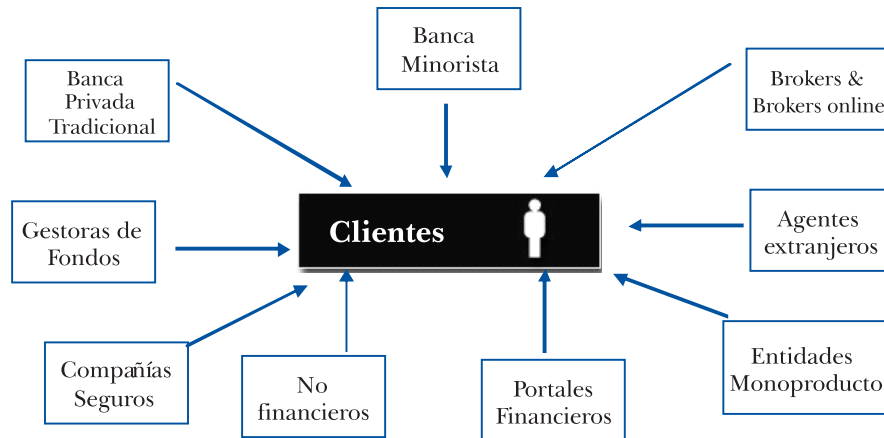 Banca
Minorista
Banca
Privada
Tradicional
Brokers &
Brokers online
Clientes
Gestoras de
Fondos
Agentes
extranjeros
Compañías
Seguros
No
financieros
Portales
Financieros
Entidades
Monoproducto